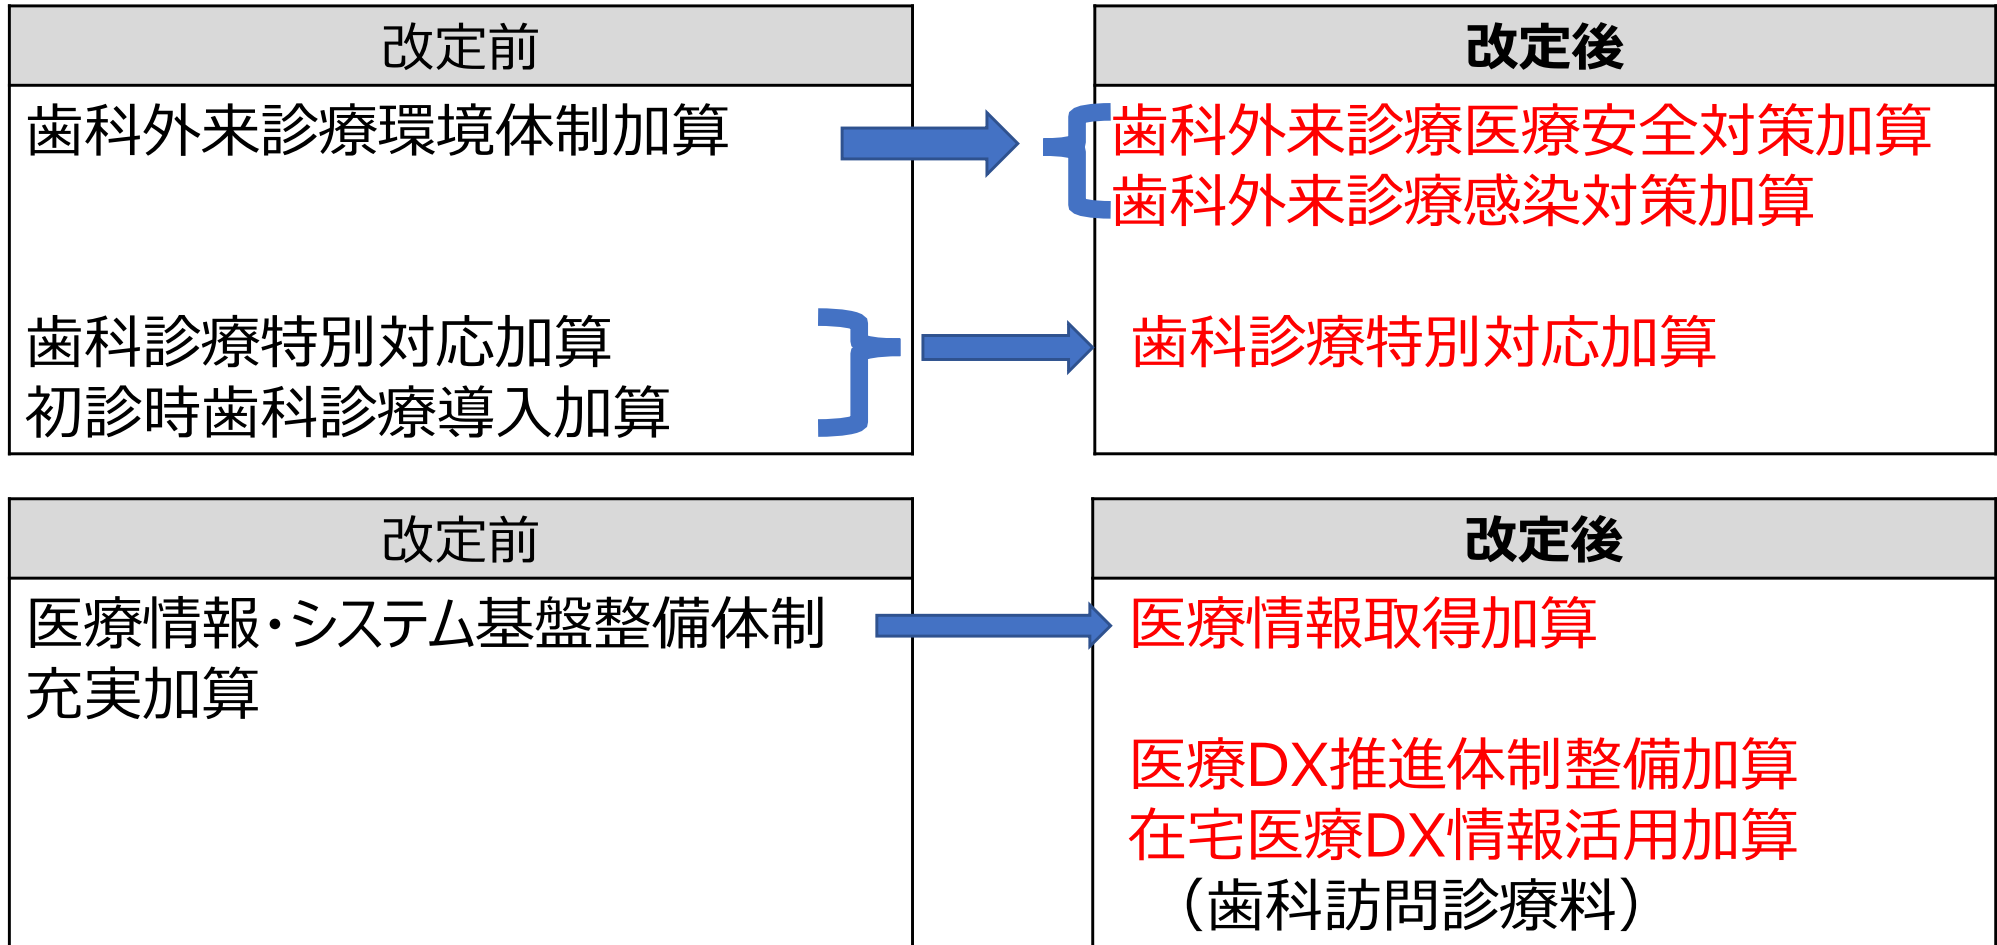 改定前
歯科外来診療環境体制加算
歯科診療特別対応加算
初診時歯科診療導入加算
改定後
歯科外来診療医療安全対策加算
歯科外来診療感染対策加算
歯科診療特別対応加算
改定前
医療情報・システム基盤整備体制
充実加算
改定後
医療情報取得加算
医療DX推進体制整備加算
在宅医療DX情報活用加算
（歯科訪問診療料）